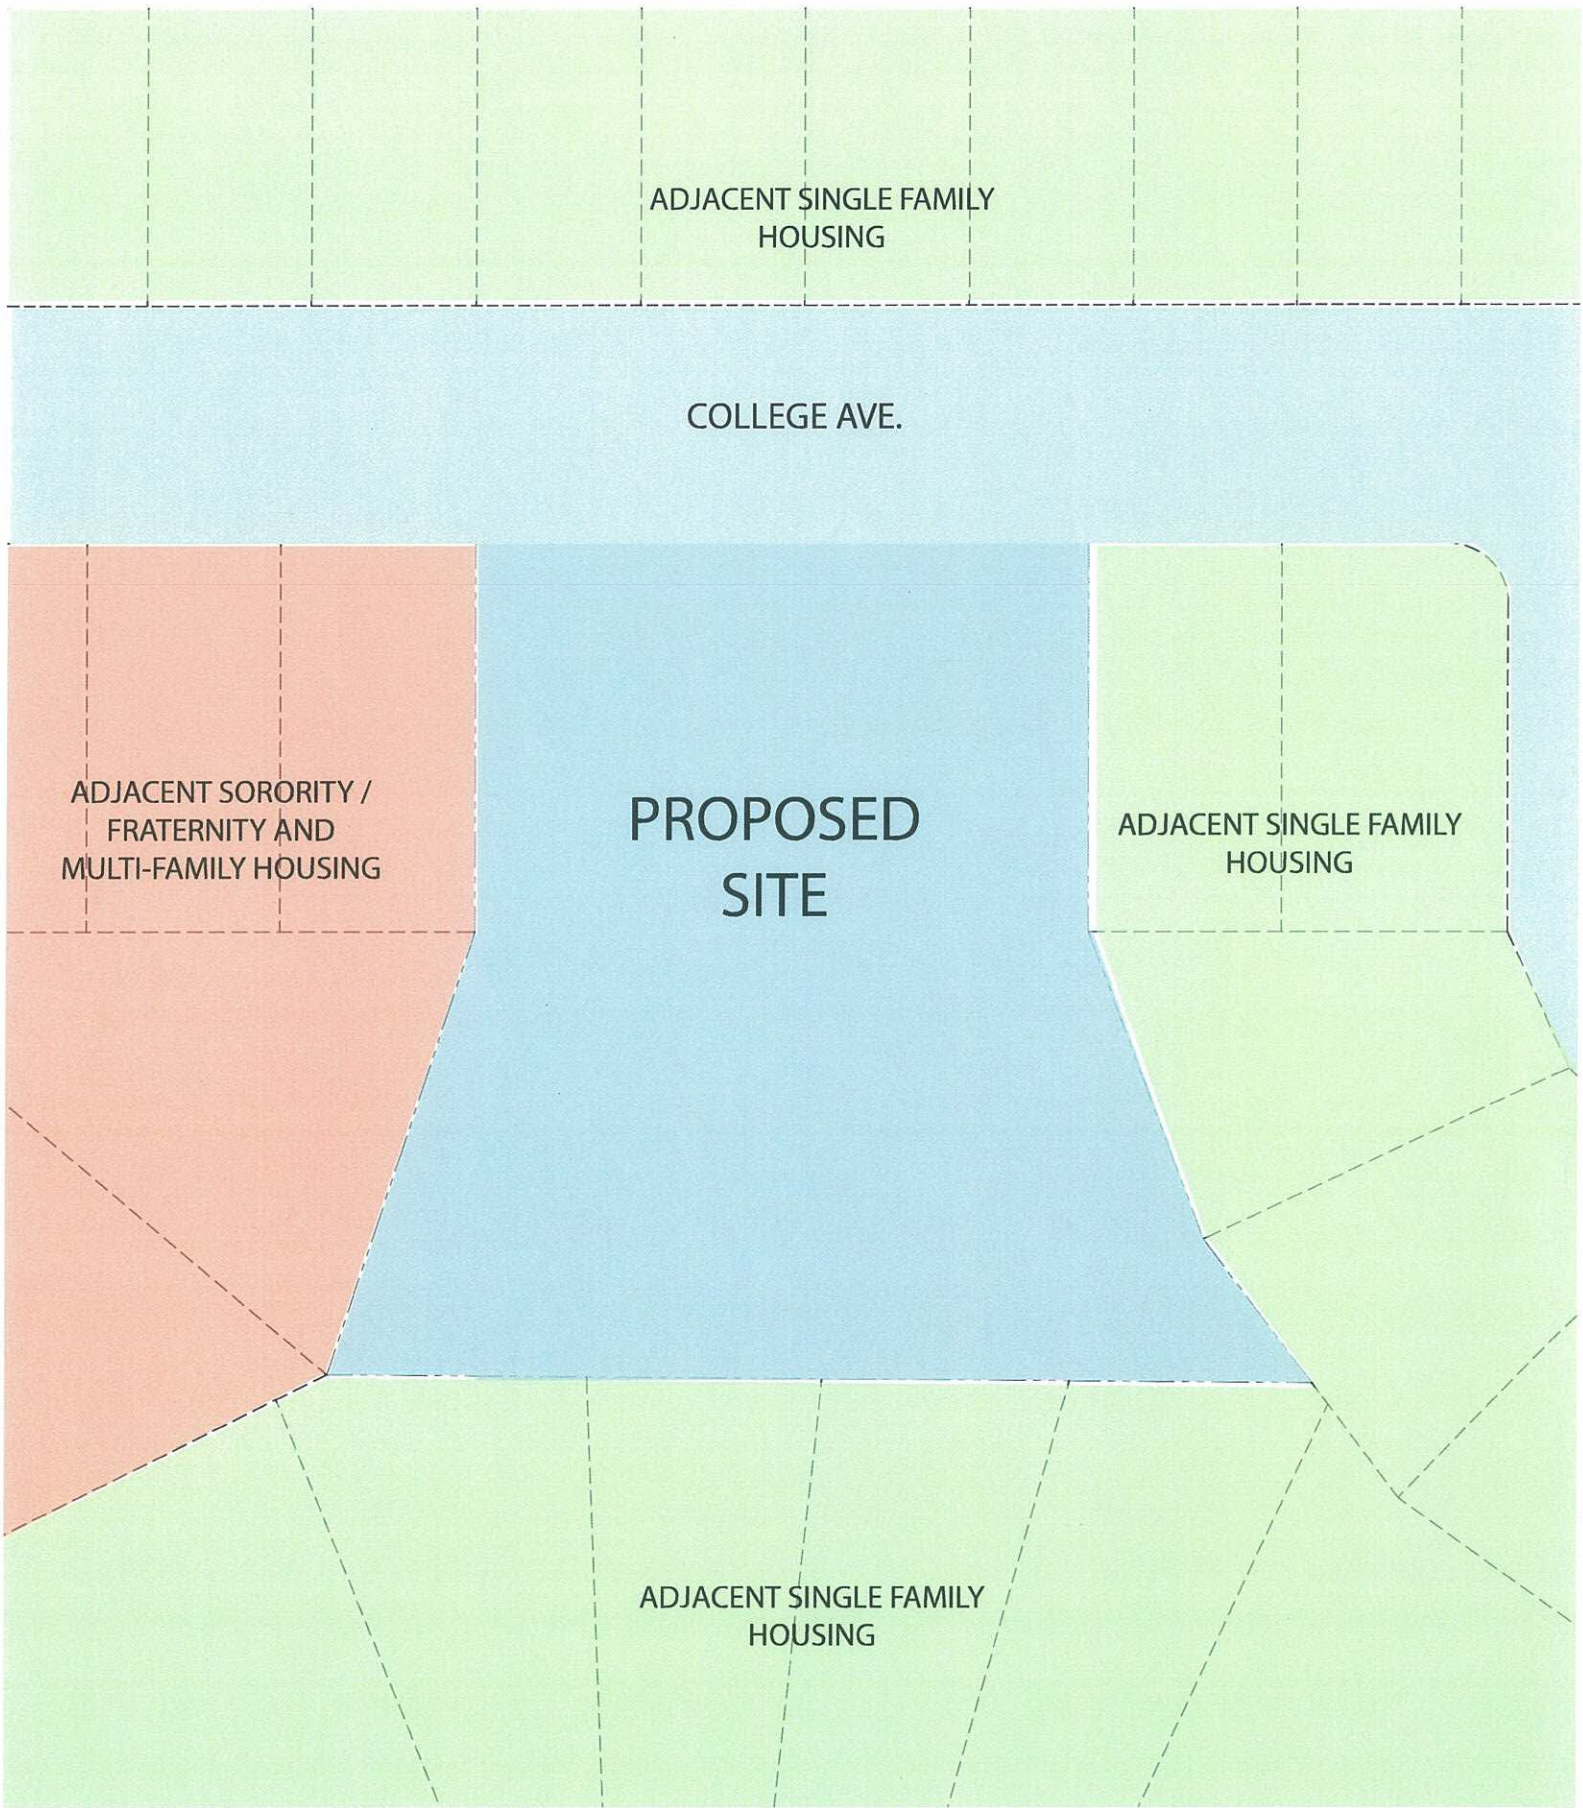 ADJACENT SINGLE FAMILY
HOUSING
COLLEGE AVE.
ADJACENT SORORITY /
FRATERNITY AND
MULTI-FAMILY HOUSING
PROPOSED
SITE
ADJACENT SINGLE FAMILY
HOUSING
ADJACENT SINGLE FAMILY
HOUSING